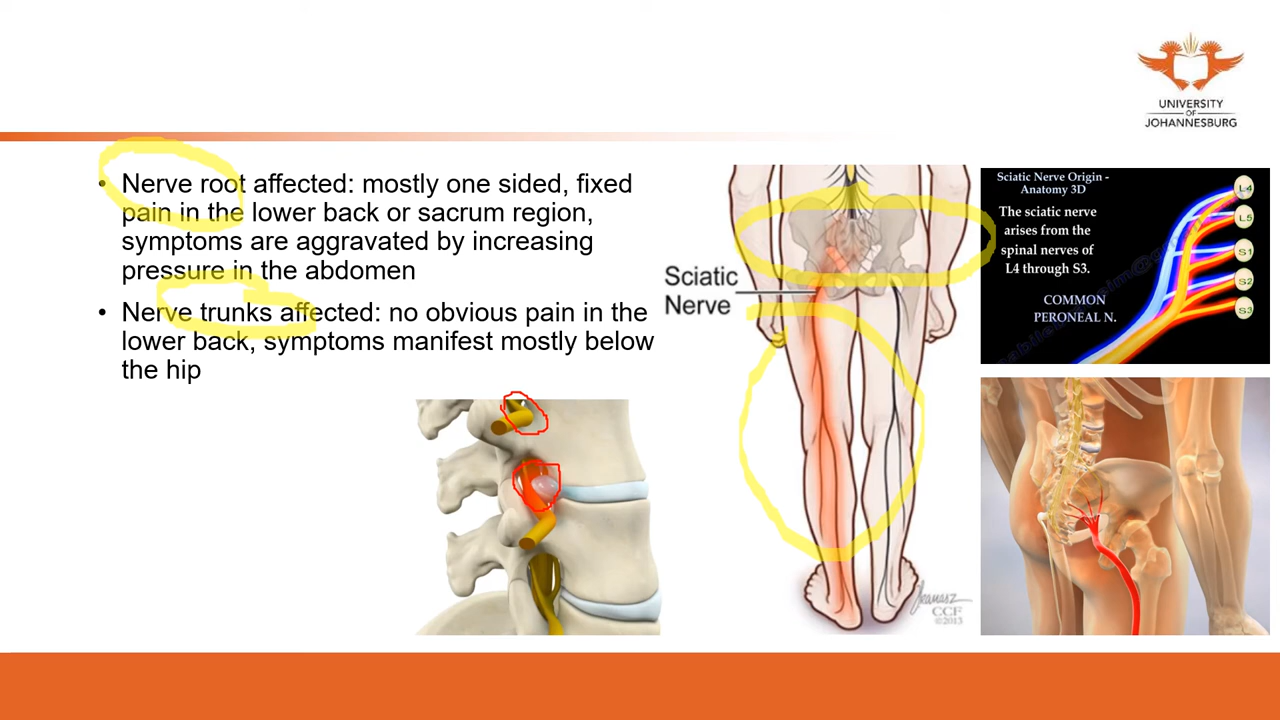 UNIVERSITY
OF
JOHANNESBURG
• Nerve root affected: mostly one sided, fixed
pain in the lower back or sacrum region,
symptoms are aggravated by increasing
pressure in the abdomen
• Nerve trunks affected: no obvious pain in the
lower back, symptoms manifest mostly below
the hip
Sciatic
Nerve
CCF
©2013
Sciatic Nerve Origin -
Anatomy 3D
The sciatic nerve
arises from the
spinal nerves of
L4 through S3.
COMMON
PERONEAL N.
L4
L5
S1
S2
S3